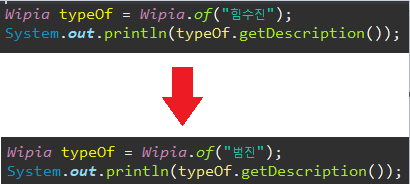 Wipia typeOf = Wipia.of("힘수진");
System.out.println(typeOf.getDescription());
Wipia typeOf = Wipia.of("범진");
System.out.println(typeOf.getDescription());